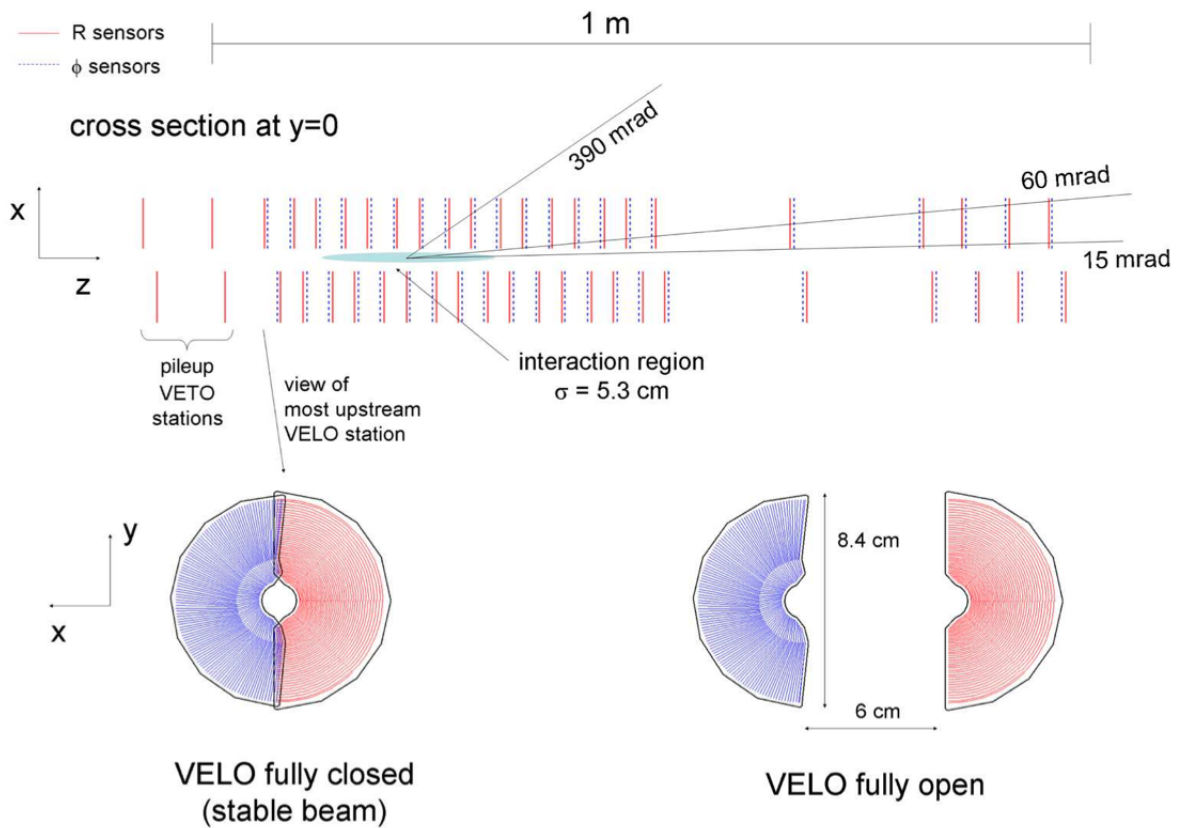 R sensors
ϕ sensors
1 m
cross section at y=0
390 mrad
60 mrad
15 mrad
x
z
pileup
VETO
stations
view of
most upstream
VELO station
interaction region
σ = 5.3 cm
y
x
8.4 cm
6 cm
VELO fully closed
(stable beam)
VELO fully open